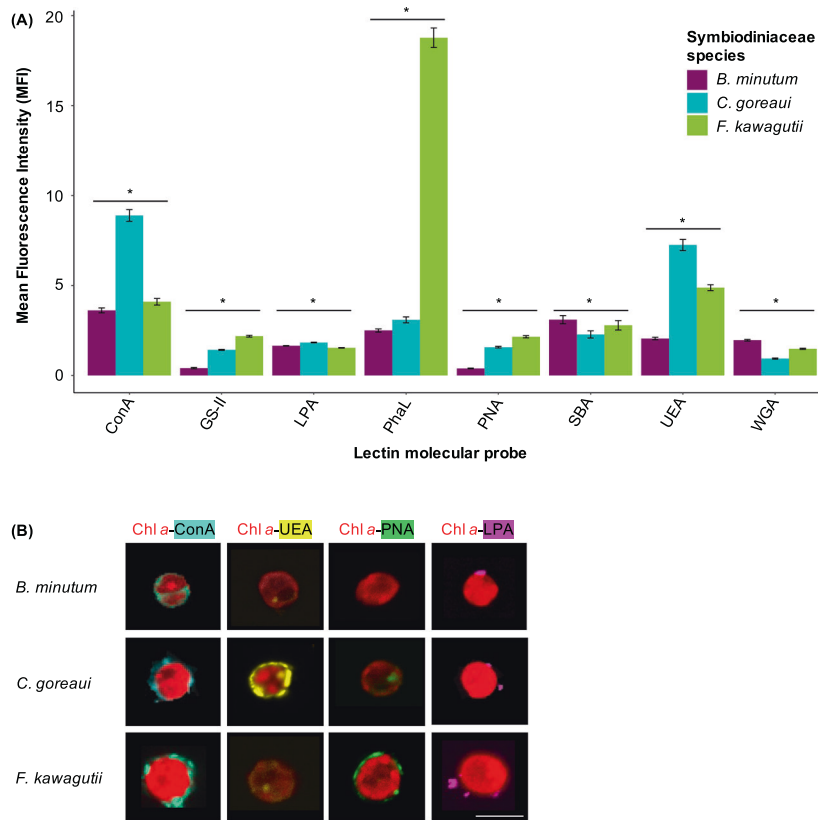 (A)
Mean Fluorescence Intensity (MFI)
20
15
10
5
0
*
*
*
*
*
*
*
*
Symbiodiniaceae
species
B. minutum
C. goreaui
F. kawagutii
ConA
GS-II
LPA
PhaL
PNA
SBA
UEA
WGA
Lectin molecular probe
(B)
Chl a-ConA Chl a-UEA Chl a-PNA Chl a-LPA
B. minutum
C. goreaui
F. kawagutii